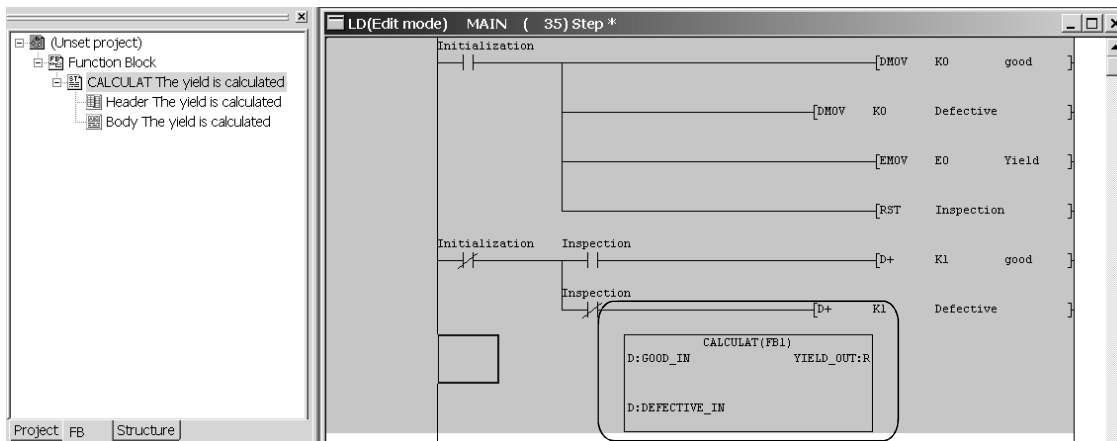 LD(Edit mode) MAIN ( 35) Step *
(Unset project)
Function Block
CALCULAT The yield is calculated
Header The yield is calculated
Body The yield is calculated
Project FB Structure
Initialization
[DMOV K0 good ]
[DMOV K0 Defective ]
[EMOV E0 Yield ]
[RST Inspection ]
Initialization Inspection
[D+ K1 good ]
Inspection
[D+ K1 Defective ]
CALCULAT(FB1)
D:GOOD_IN YIELD_OUT:R
D:DEFECTIVE_IN